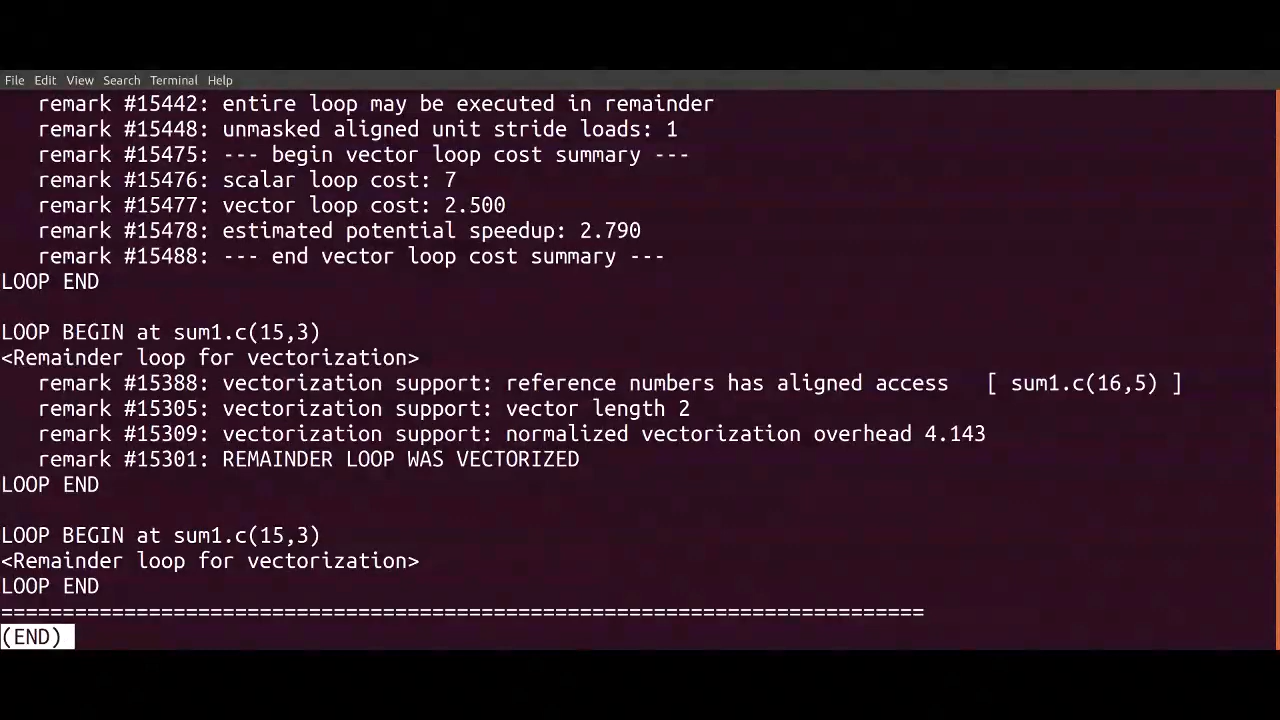 File Edit View Search Terminal Help
remark #15442: entire loop may be executed in remainder
remark #15448: unmasked aligned unit stride loads: 1
remark #15475: --- begin vector loop cost summary ---
remark #15476: scalar loop cost: 7
remark #15477: vector loop cost: 2.500
remark #15478: estimated potential speedup: 2.790
remark #15488: --- end vector loop cost summary ---
LOOP END
LOOP BEGIN at sum1.c(15,3)
<Remainder loop for vectorization>
remark #15388: vectorization support: reference numbers has aligned access   [ sum1.c(16,5) ]
remark #15305: vectorization support: vector length 2
remark #15309: vectorization support: normalized vectorization overhead 4.143
remark #15301: REMAINDER LOOP WAS VECTORIZED
LOOP END
LOOP BEGIN at sum1.c(15,3)
<Remainder loop for vectorization>
LOOP END
===========================================================================
(END)